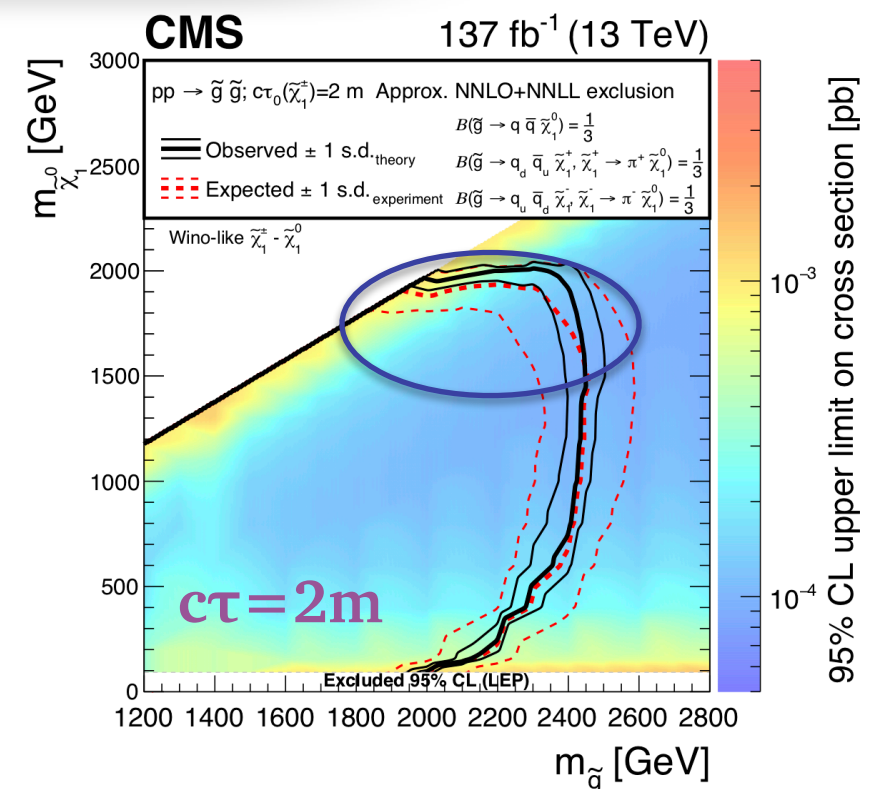 CMS 137 fb⁻¹ (13 TeV)
pp → g̃ g̃; cτ₀(χ̃₁±)=2 m Approx. NNLO+NNLL exclusion
B(g̃ → q q̅ χ̃₁⁰) = 1/3
Observed ± 1 s.d.theory
B(g̃ → q_d q̅_u χ̃₁⁺, χ̃₁⁺ → π⁺ χ̃₁⁰) = 1/3
Expected ± 1 s.d.experiment
B(g̃ → q_u q̅_d χ̃₁⁻, χ̃₁⁻ → π⁻ χ̃₁⁰) = 1/3
Wino-like χ̃₁± - χ̃₁⁰
cτ=2m
Excluded 95% CL (LEP)
m_χ̃₁⁰ [GeV]
3000
2500
2000
1500
1000
500
0
1200 1400 1600 1800 2000 2200 2400 2600 2800
m_g̃ [GeV]
10⁻³
10⁻⁴
95% CL upper limit on cross section [pb]